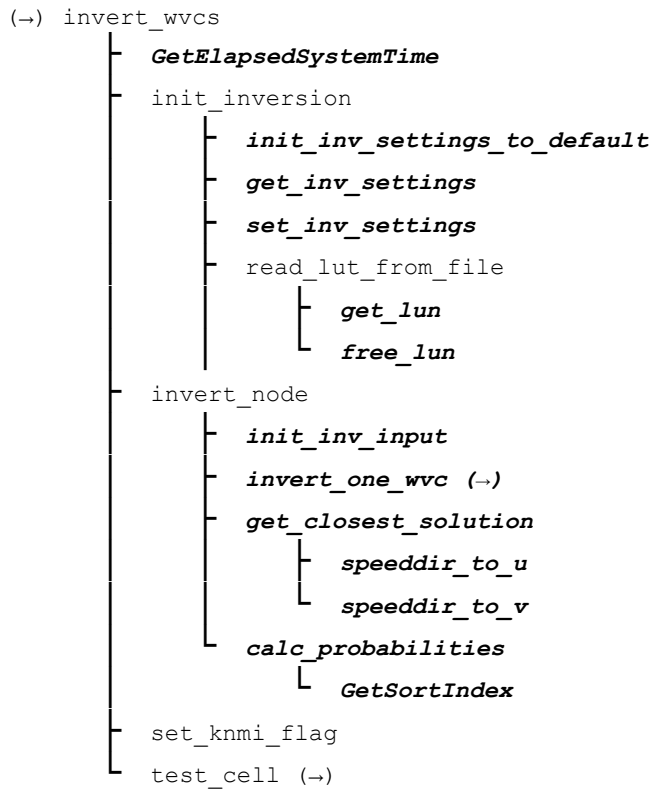 (→) invert_wvcs
GetElapsedSystemTime
init_inversion
init_inv_settings_to_default
get_inv_settings
set_inv_settings
read_lut_from_file
get_lun
free_lun
invert_node
init_inv_input
invert_one_wvc (→)
get_closest_solution
speeddir_to_u
speeddir_to_v
calc_probabilities
GetSortIndex
set_knmi_flag
test_cell (→)